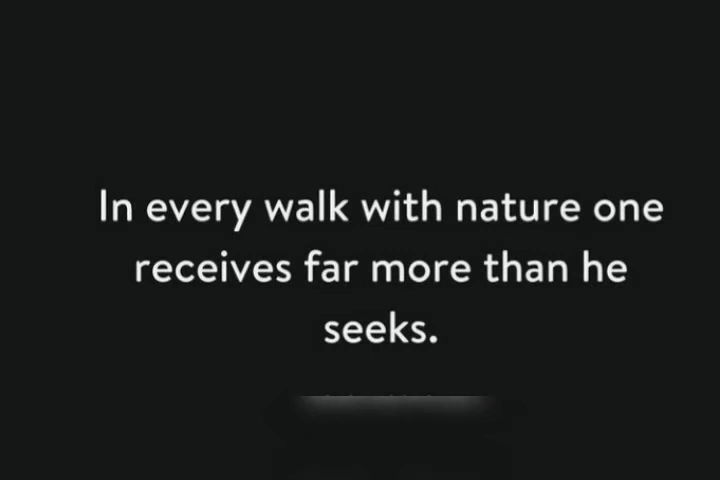 In every walk with nature one
receives far more than he
seeks.